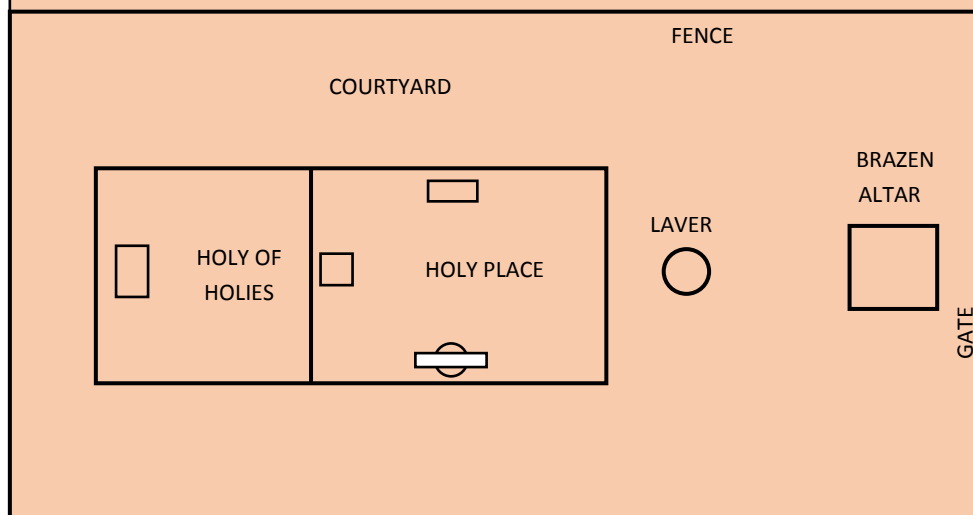 FENCE
COURTYARD
BRAZEN
ALTAR
LAVER
HOLY OF
HOLIES
HOLY PLACE
GATE